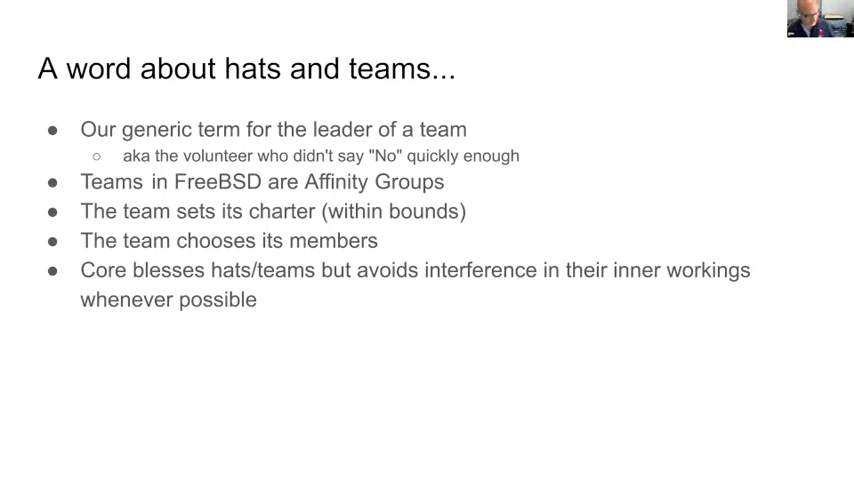 A word about hats and teams...
● Our generic term for the leader of a team
○ aka the volunteer who didn't say "No" quickly enough
● Teams in FreeBSD are Affinity Groups
● The team sets its charter (within bounds)
● The team chooses its members
● Core blesses hats/teams but avoids interference in their inner workings
whenever possible